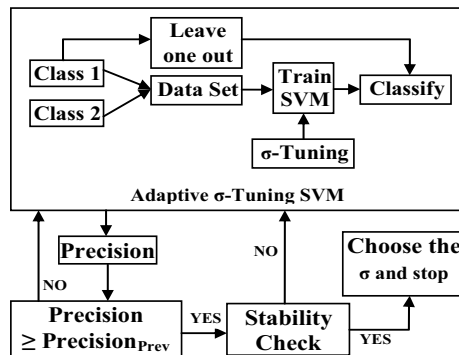 Leave
one out
Class 1
Data Set
Train
SVM
Classify
Class 2
σ-Tuning
Adaptive σ-Tuning SVM
NO
Precision
NO
Choose the
σ and stop
Precision
≥ Precision_Prev
YES
Stability
Check
YES